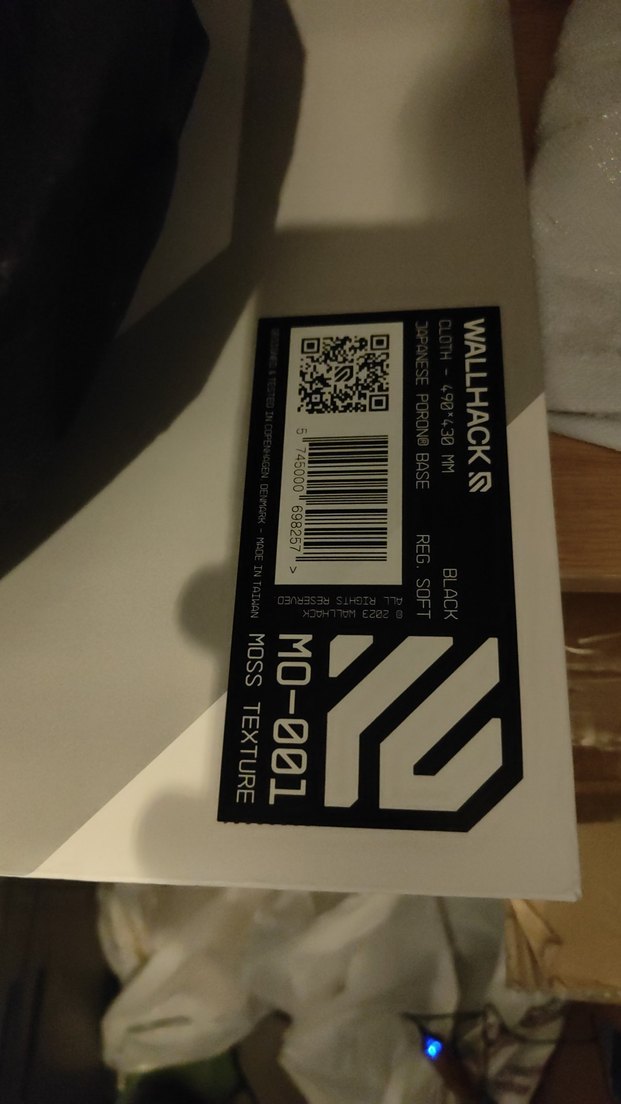 WALLHACK
CLOTH - 490*430 MM
BLACK
JAPANESE PORON® BASE
REG. SOFT
5 745000 698257 >
DESIGNED & TESTED IN COPENHAGEN, DENMARK - MADE IN TAIWAN
© 2023 WALLHACK
ALL RIGHTS RESERVED
MO-001
MOSS TEXTURE